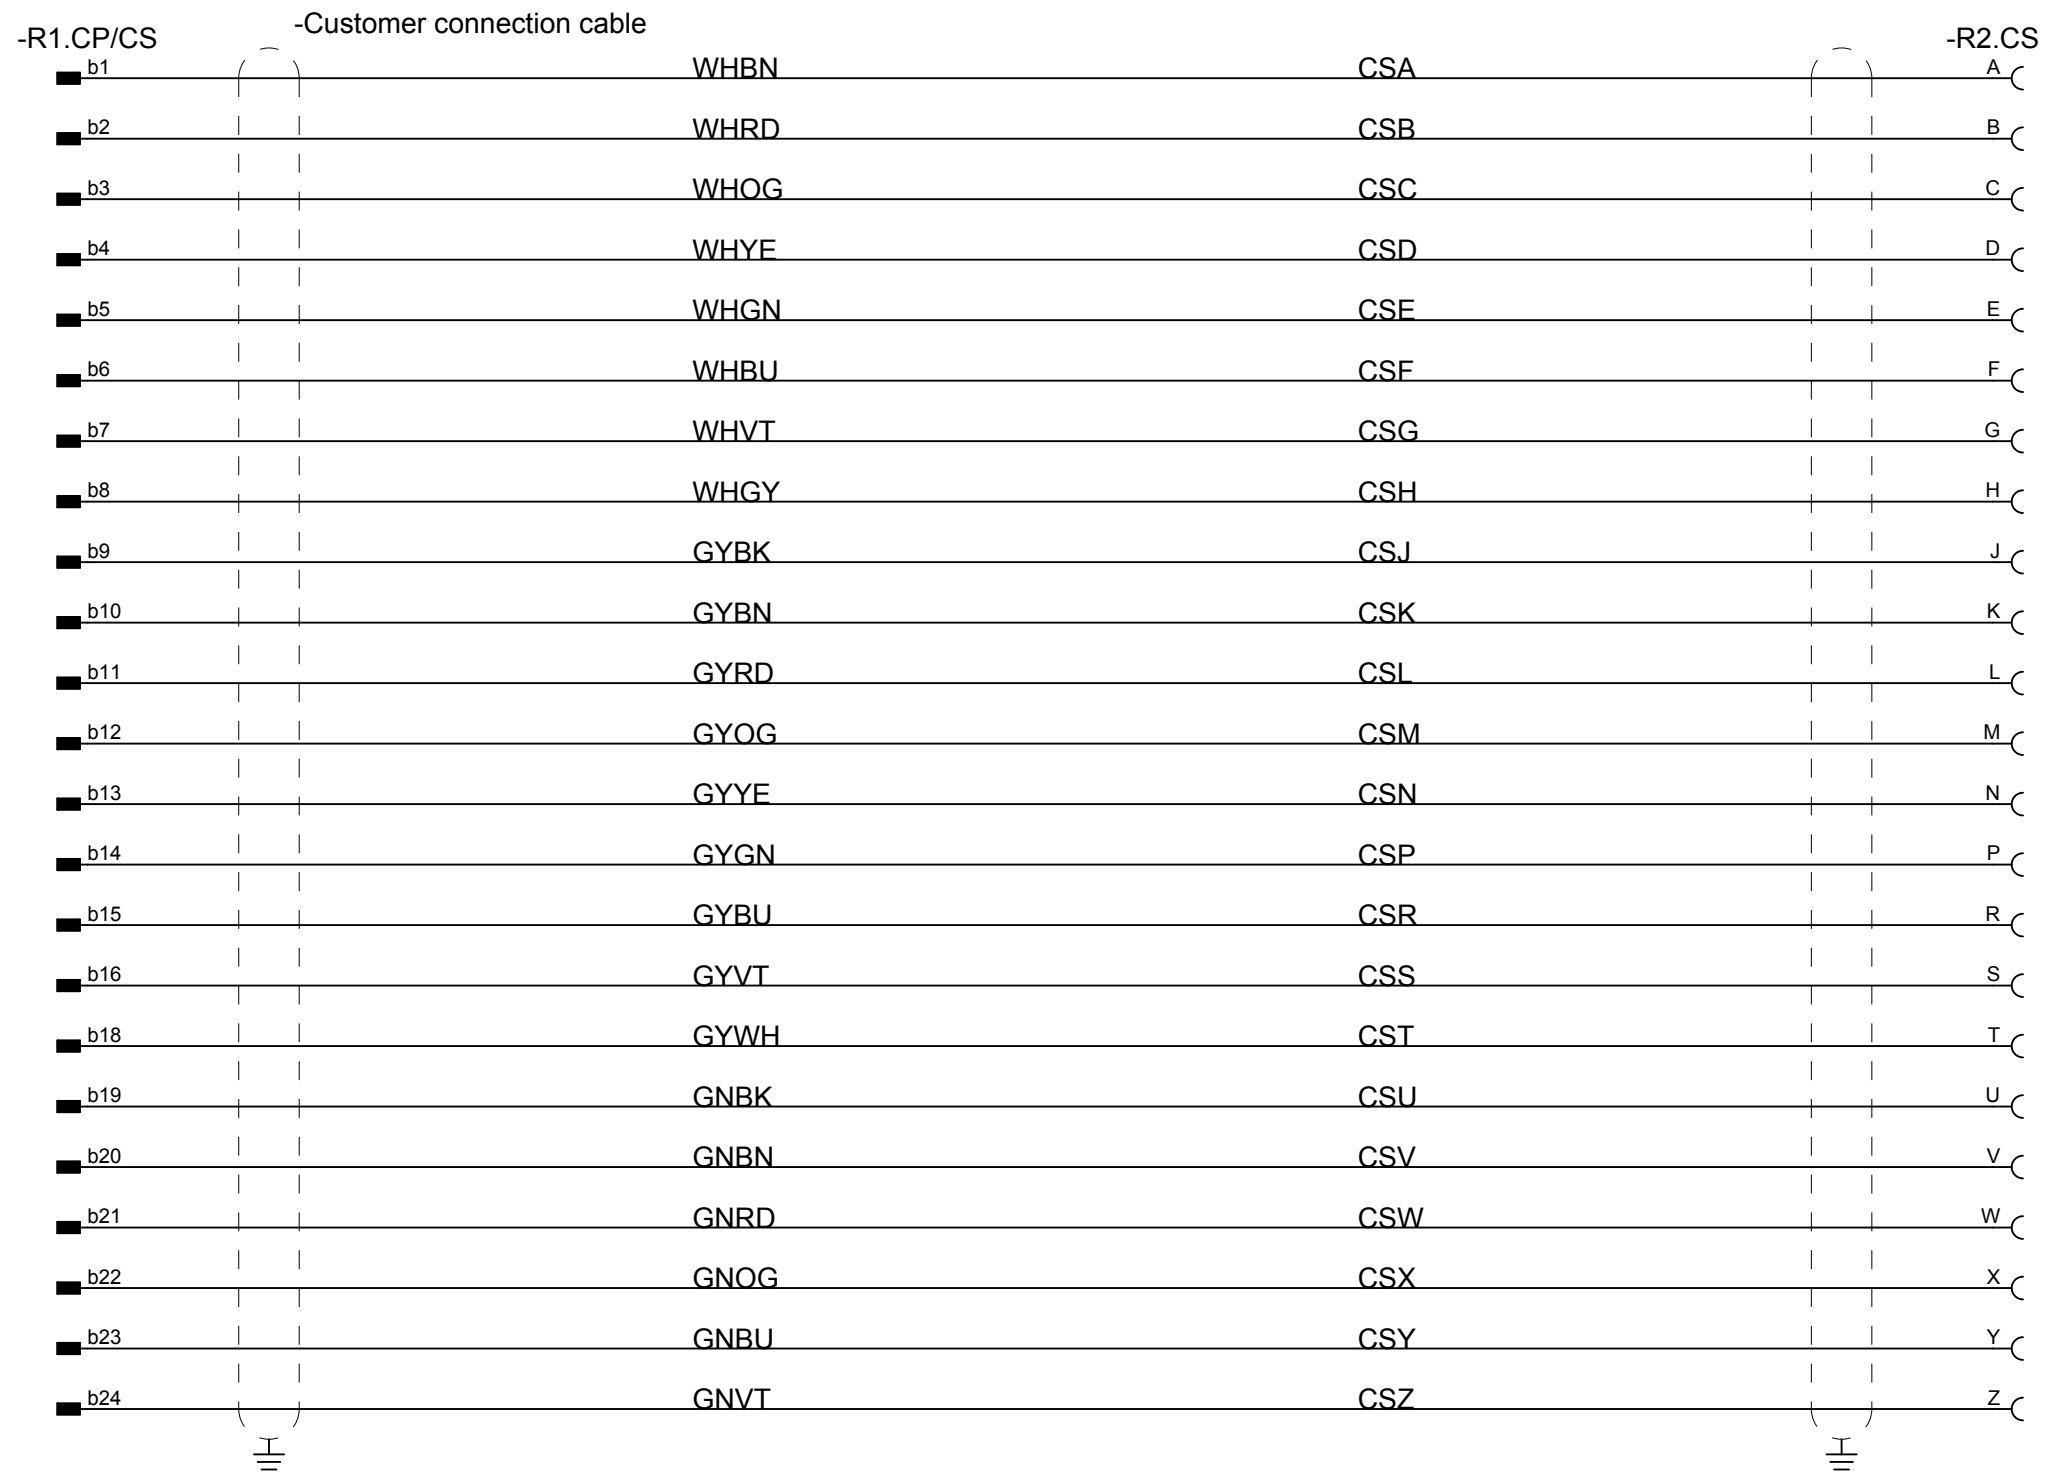 -Customer connection cable
-R1.CP/CS -R2.CS
b1 WHBN CSA A
b2 WHRD CSB B
b3 WHOG CSC C
b4 WHYE CSD D
b5 WHGN CSE E
b6 WHBU CSF F
b7 WHVT CSG G
b8 WHGY CSH H
b9 GYBK CSJ J
b10 GYBN CSK K
b11 GYRD CSL L
b12 GYOG CSM M
b13 GYYE CSN N
b14 GYGN CSP P
b15 GYBU CSR R
b16 GYVT CSS S
b18 GYWH CST T
b19 GNBK CSU U
b20 GNBN CSV V
b21 GNRD CSW W
b22 GNOG CSX X
b23 GNBU CSY Y
b24 GNVT CSZ Z